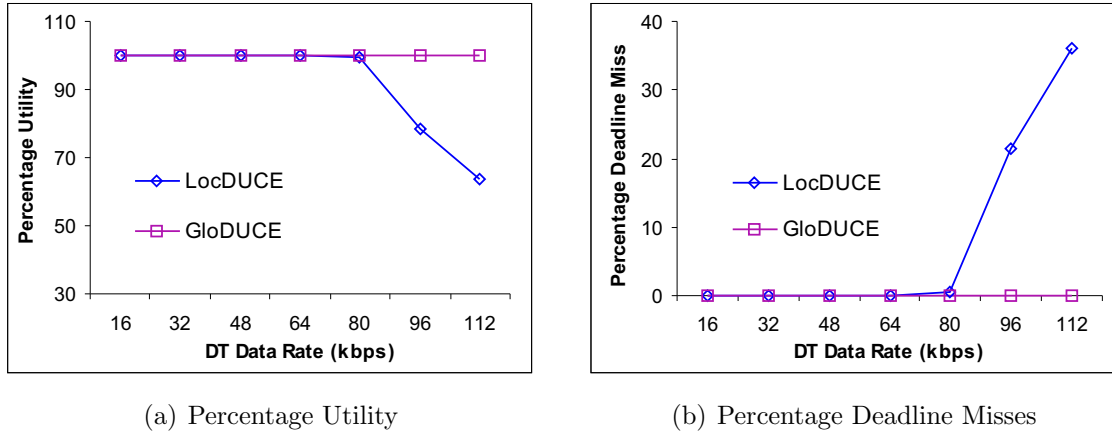 110
90
70
50
30
Percentage Utility
LocDUCE
GloDUCE
16 32 48 64 80 96 112
DT Data Rate (kbps)
(a) Percentage Utility
40
30
20
10
0
Percentage Deadline Miss
LocDUCE
GloDUCE
16 32 48 64 80 96 112
DT Data Rate (kbps)
(b) Percentage Deadline Misses